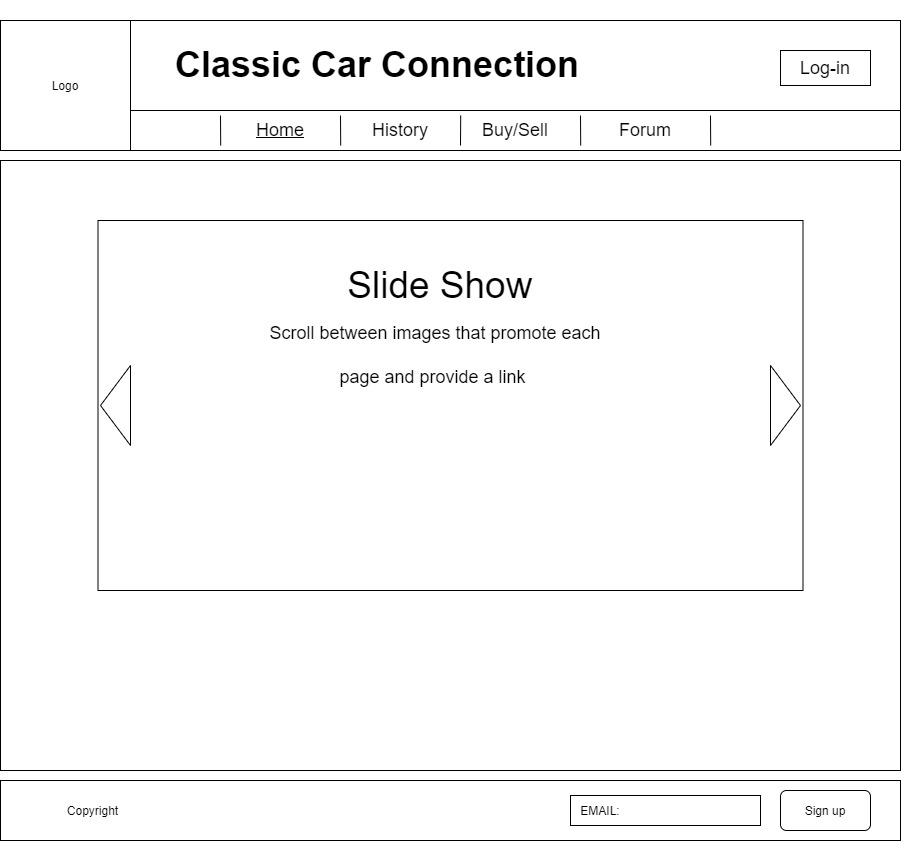 Logo
Classic Car Connection
Log-in
Home History Buy/Sell Forum
Slide Show
Scroll between images that promote each
page and provide a link
Copyright
EMAIL:
Sign up